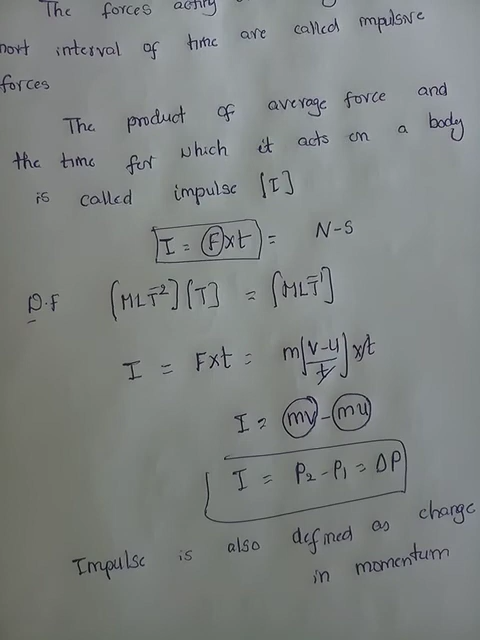 The forces acting
hort interval of time are called impulsive
forces
The product of average force and
the time for which it acts on a body
is called impulse [I]
I = F×t = N-S
D.f [MLT⁻²][T] = [MLT⁻¹]
I = F×t = m[v-u/t]×t
I = mv - mu
I = P₂ - P₁ = ΔP
Impulse is also defined as change
in momentum